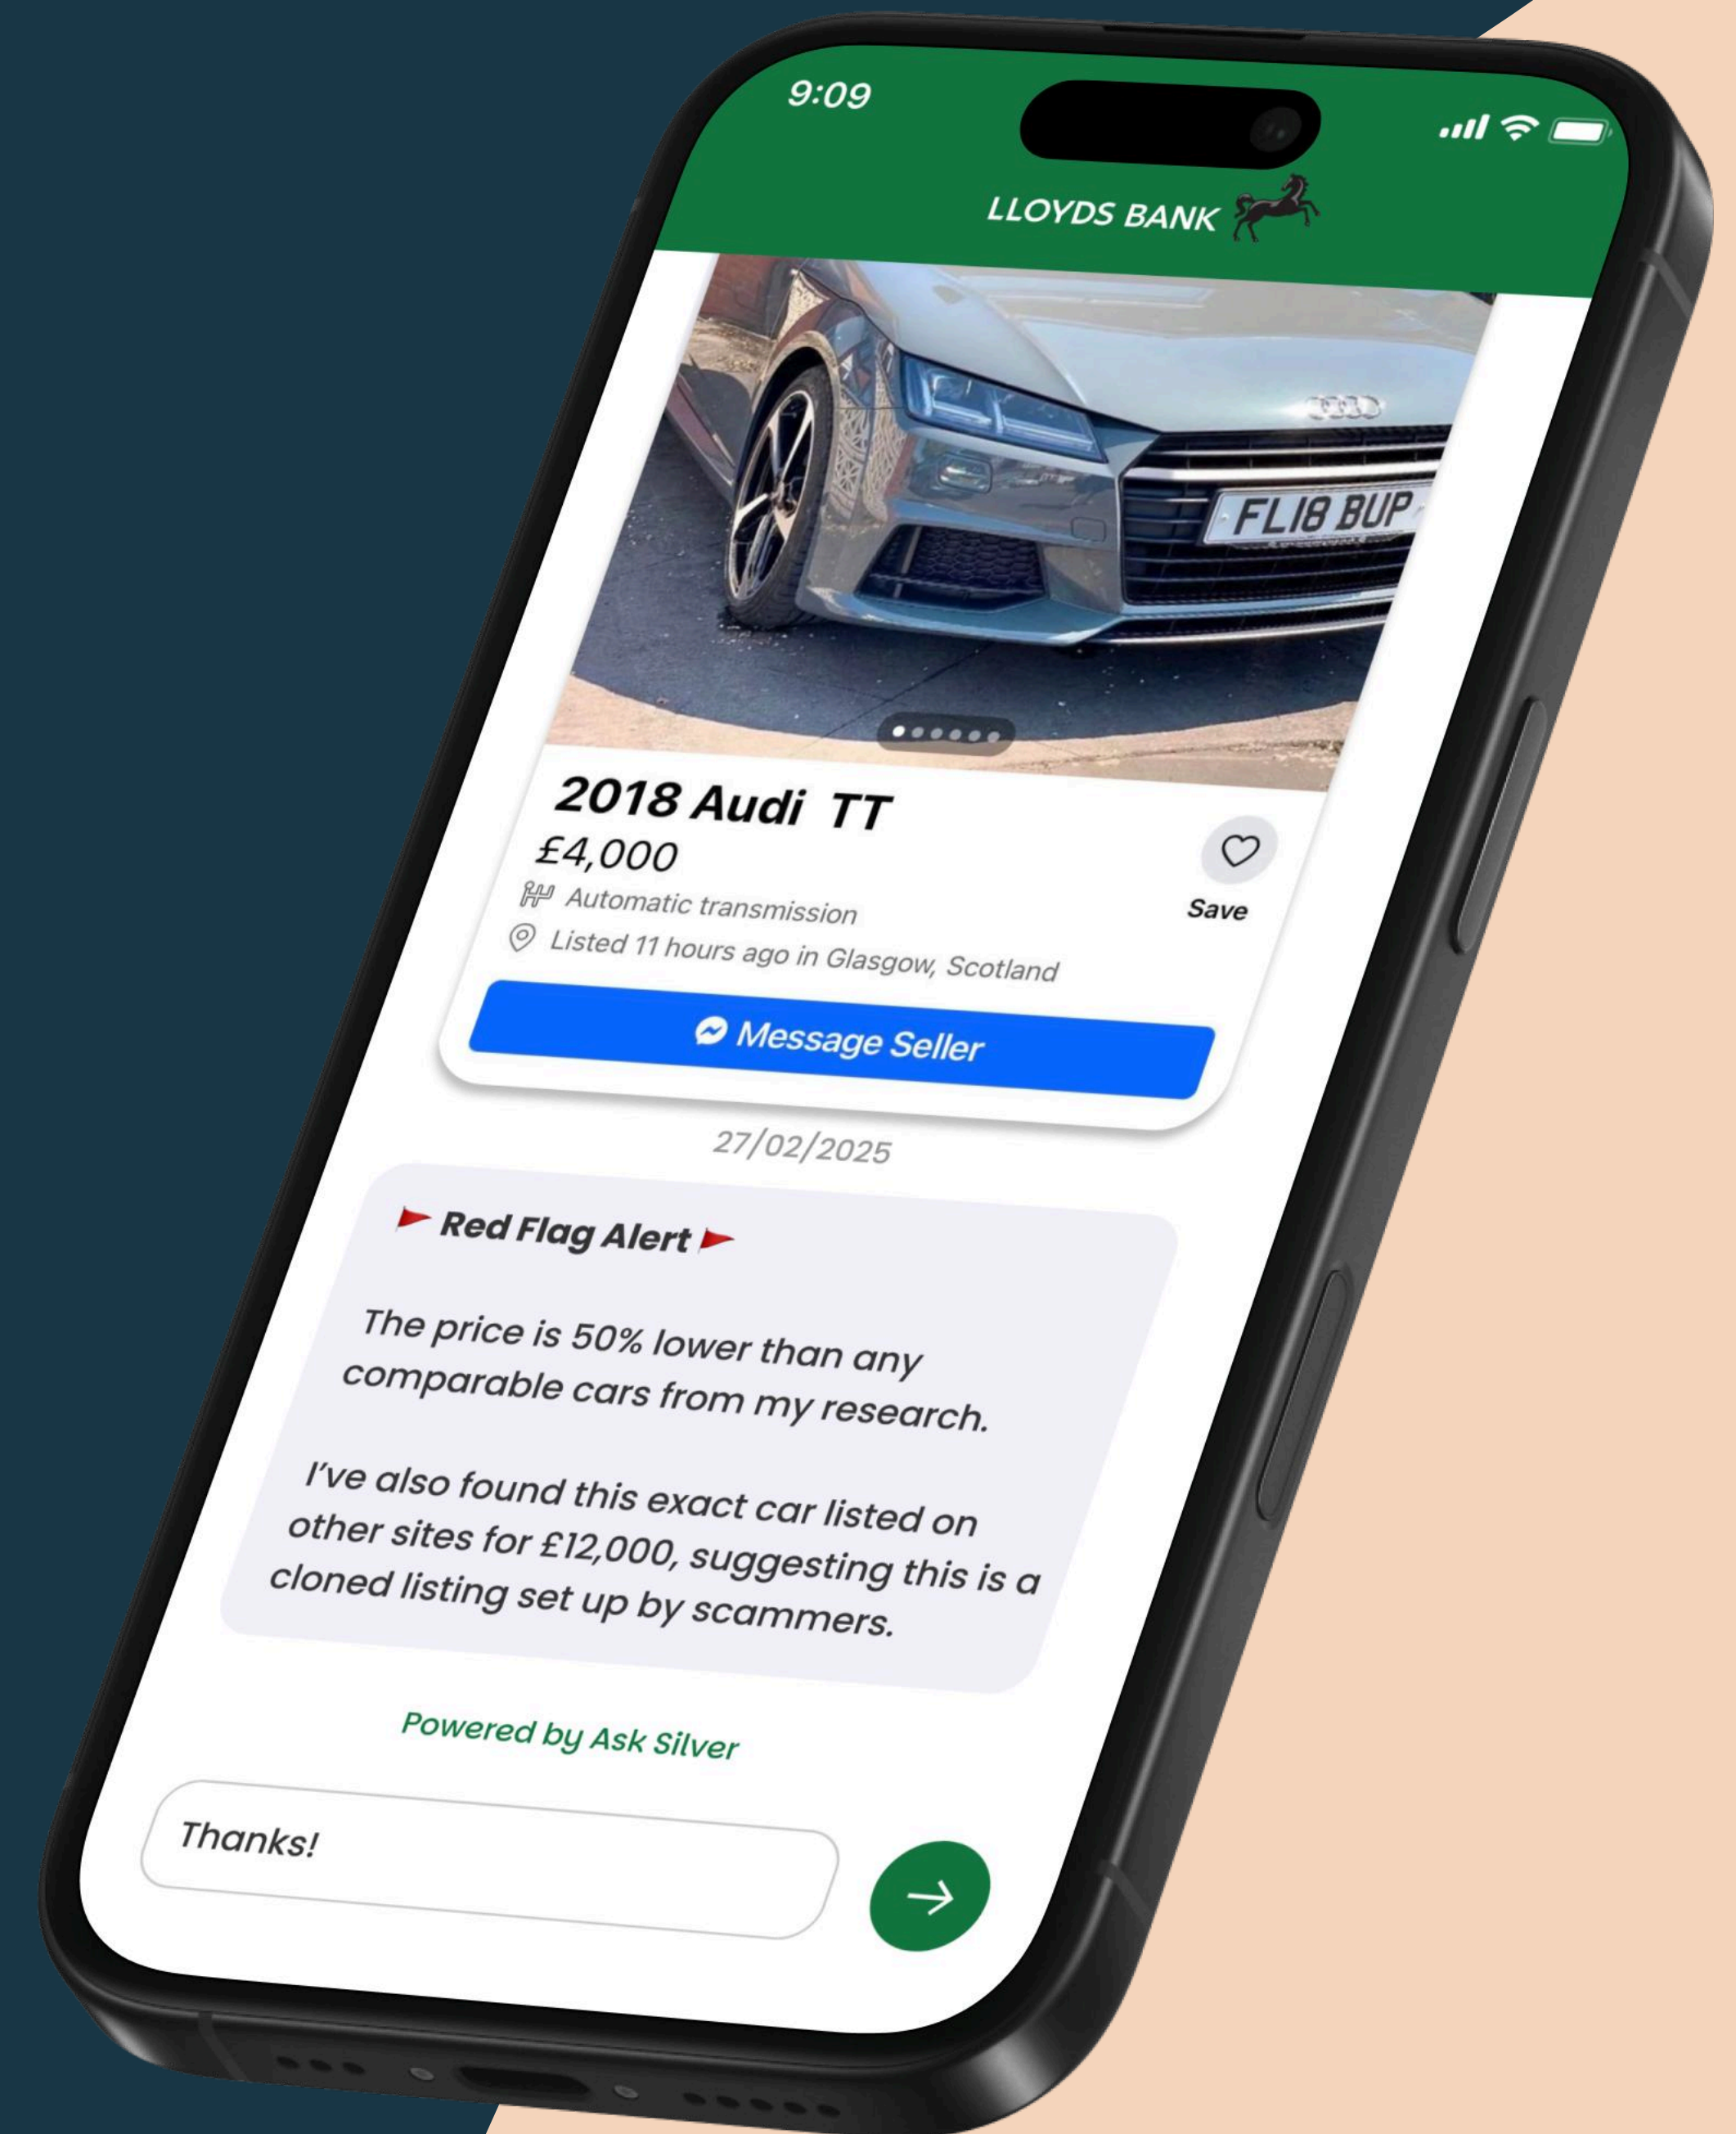 9:09
LLOYDS BANK
FL18 BUP
2018 Audi TT
£4,000
Automatic transmission
Listed 11 hours ago in Glasgow, Scotland
Save
Message Seller
27/02/2025
🚩 Red Flag Alert 🚩
The price is 50% lower than any
comparable cars from my research.
I've also found this exact car listed on
other sites for £12,000, suggesting this is a
cloned listing set up by scammers.
Powered by Ask Silver
Thanks!